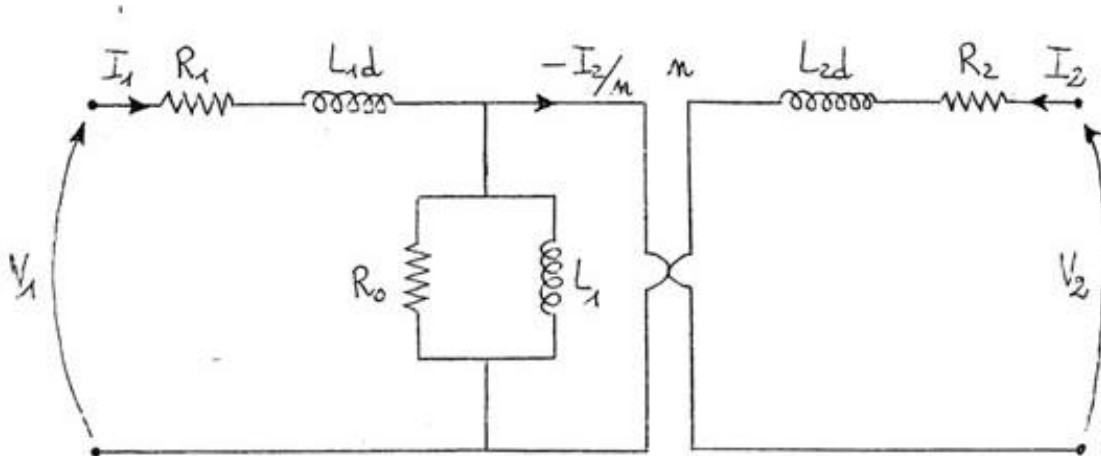 I₁ R₁ L₁d -I₂/n n L₂d R₂ I₂
V₁ R₀ L₁ V₂